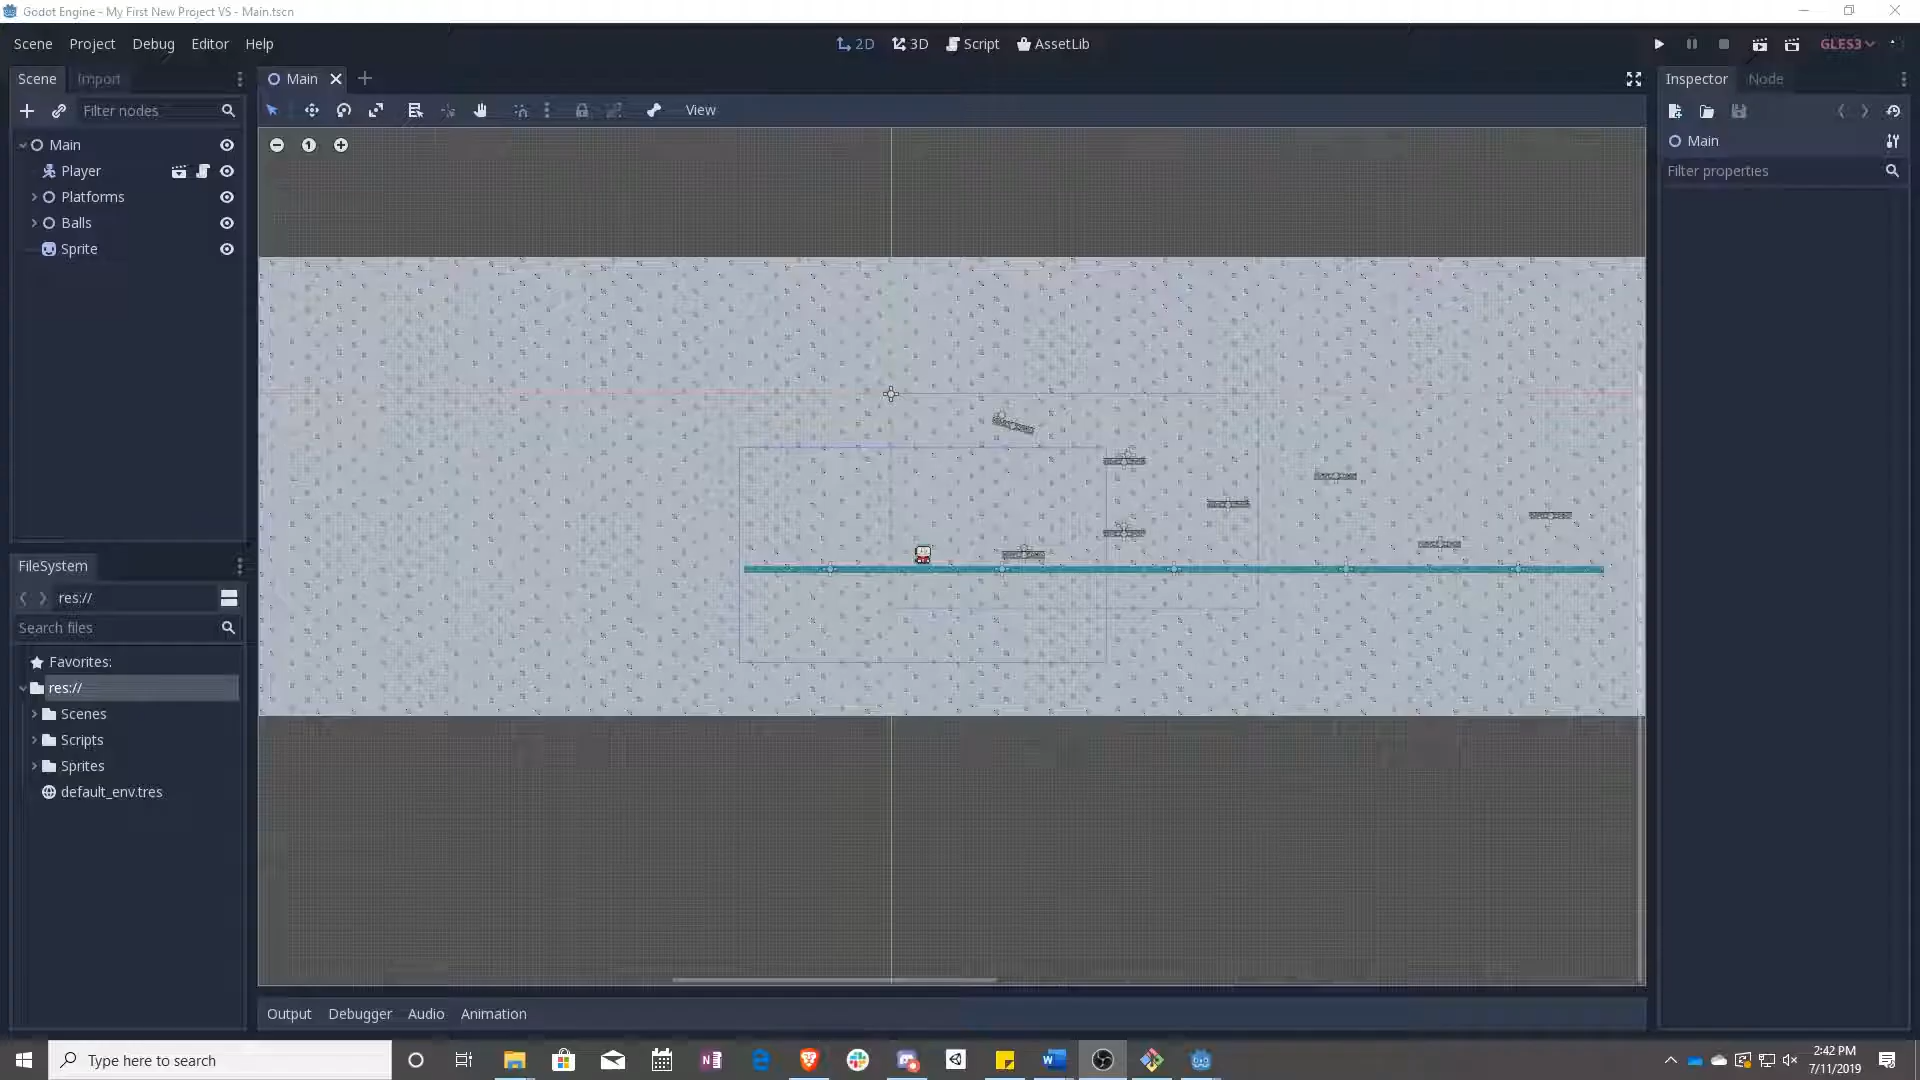 Godot Engine - My First New Project VS - Main.tscn
Scene Project Debug Editor Help
2D 3D Script AssetLib
GLES3
Scene Import
Main
Inspector Node
Filter nodes
View
Main
Player
Platforms
Balls
Sprite
1
Main
Filter properties
FileSystem
res://
Search files
Favorites:
res://
Scenes
Scripts
Sprites
default_env.tres
Output Debugger Audio Animation
Type here to search
2:42 PM
7/11/2019